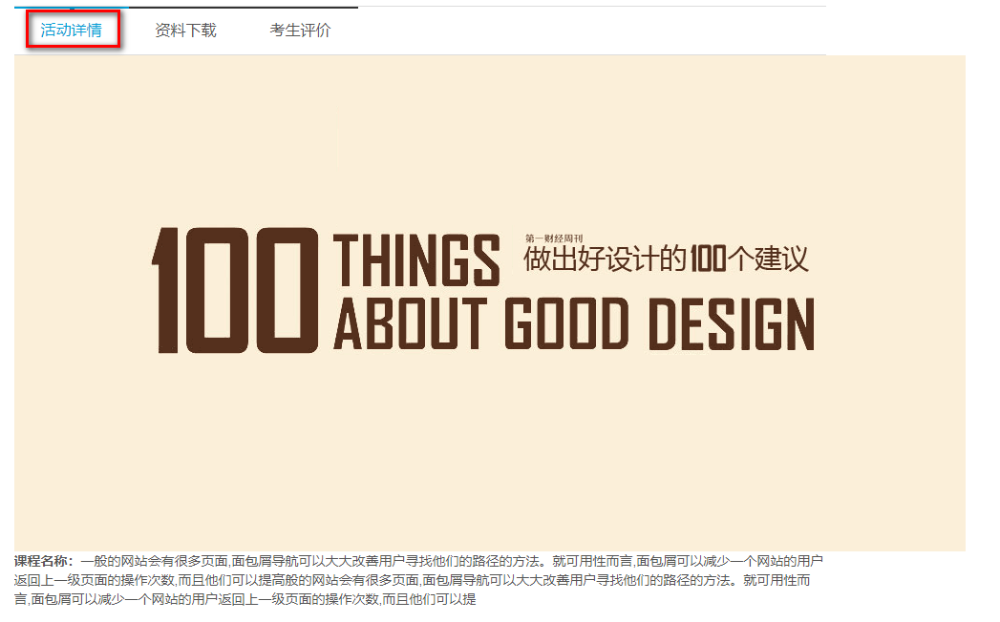 活动详情 资料下载 考生评价
100 THINGS
第一财经周刊
做出好设计的100个建议
ABOUT GOOD DESIGN
课程名称：一般的网站会有很多页面,面包屑导航可以大大改善用户寻找他们的路径的方法。就可用性而言,面包屑可以减少一个网站的用户
返回上一级页面的操作次数,而且他们可以提高般的网站会有很多页面,面包屑导航可以大大改善用户寻找他们的路径的方法。就可用性而
言,面包屑可以减少一个网站的用户返回上一级页面的操作次数,而且他们可以提